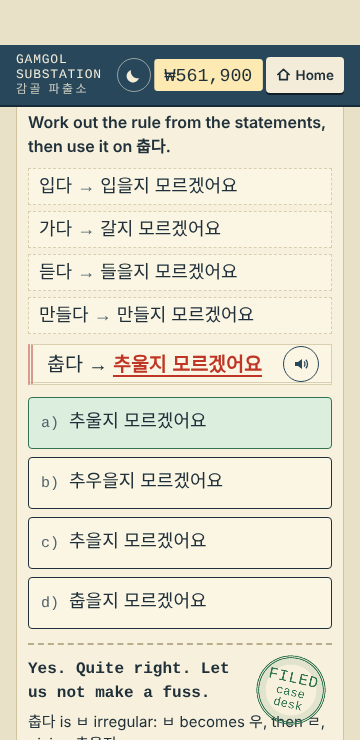 GAMGOL
SUBSTATION
감골 파출소
₩561,900
Home
Work out the rule from the statements,
then use it on 춥다.
입다 → 입을지 모르겠어요
가다 → 갈지 모르겠어요
듣다 → 들을지 모르겠어요
만들다 → 만들지 모르겠어요
춥다 → 추울지 모르겠어요
a) 추울지 모르겠어요
b) 추우을지 모르겠어요
c) 추을지 모르겠어요
d) 춥을지 모르겠어요
Yes. Quite right. Let
us not make a fuss.
FILED
case
desk
춥다 is ㅂ irregular: ㅂ becomes 우, then ㄹ,